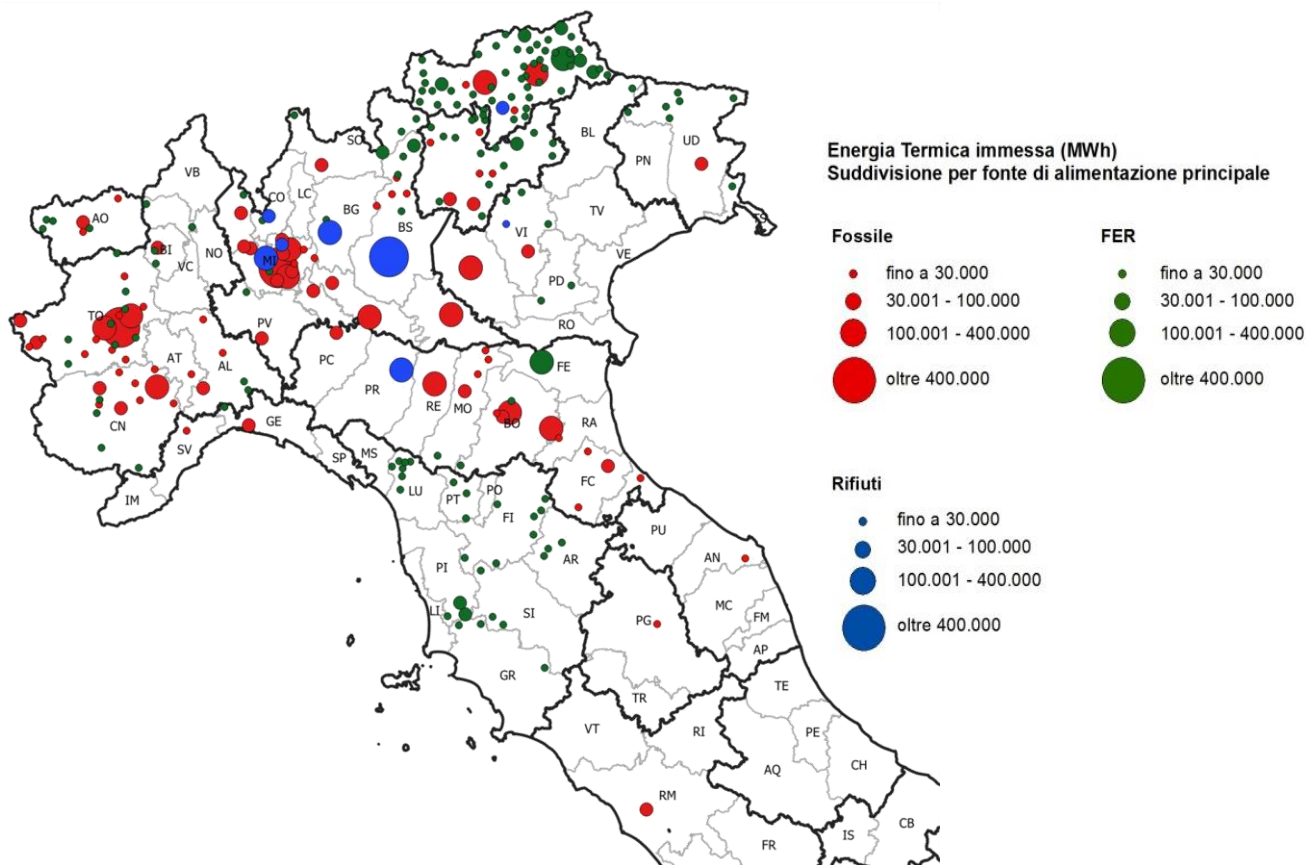 BL
SO
UD
PN
VB
CO
LC
TV
BG
AO
BS
TS
VI
BI
NO
VE
MI
VC
PD
TO
RO
PV
PC
AT
FE
AL
PR
RE
MO
BO
RA
GE
CN
SV
MS
SP
FC
LU
PT
PO
IM
FI
PU
AN
AR
PI
MC
LI
SI
FM
PG
AP
GR
TE
TR
VT
RI
PE
CH
AQ
RM
CB
IS
FR
Energia Termica immessa (MWh)
Suddivisione per fonte di alimentazione principale
Fossile
fino a 30.000
30.001 - 100.000
100.001 - 400.000
oltre 400.000
FER
fino a 30.000
30.001 - 100.000
100.001 - 400.000
oltre 400.000
Rifiuti
fino a 30.000
30.001 - 100.000
100.001 - 400.000
oltre 400.000